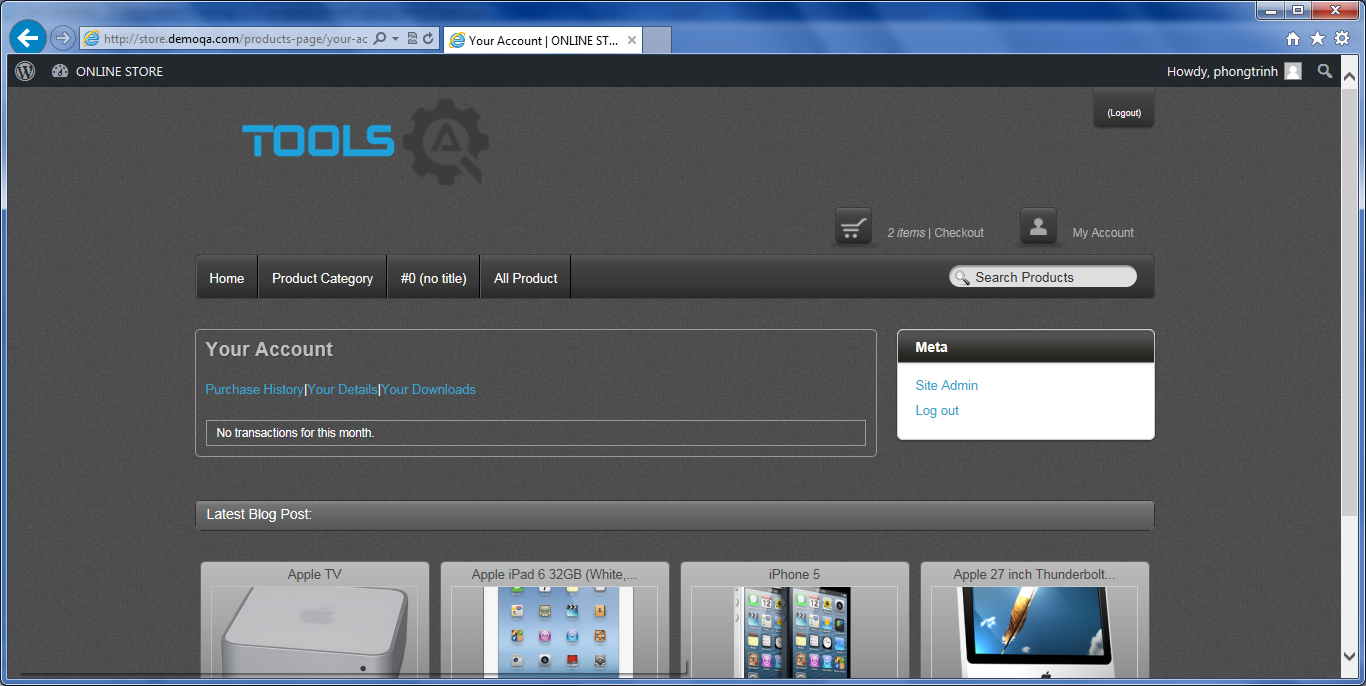 http://store.demoqa.com/products-page/your-ac
Your Account | ONLINE ST...
ONLINE STORE
Howdy, phongtrinh
(Logout)
TOOLS
2 items | Checkout
My Account
Home
Product Category
#0 (no title)
All Product
Search Products
Your Account
Purchase History|Your Details|Your Downloads
No transactions for this month.
Meta
Site Admin
Log out
Latest Blog Post:
Apple TV
Apple iPad 6 32GB (White,...
iPhone 5
Apple 27 inch Thunderbolt...